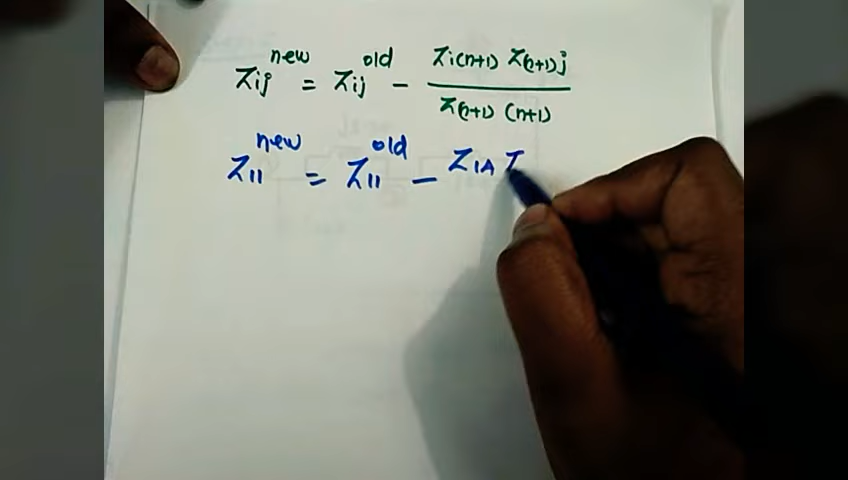 Zij new = Zij old - Zi(n+1) Z(n+1)j / Z(n+1) (n+1)
Z11 new = Z11 old - Z1A Z